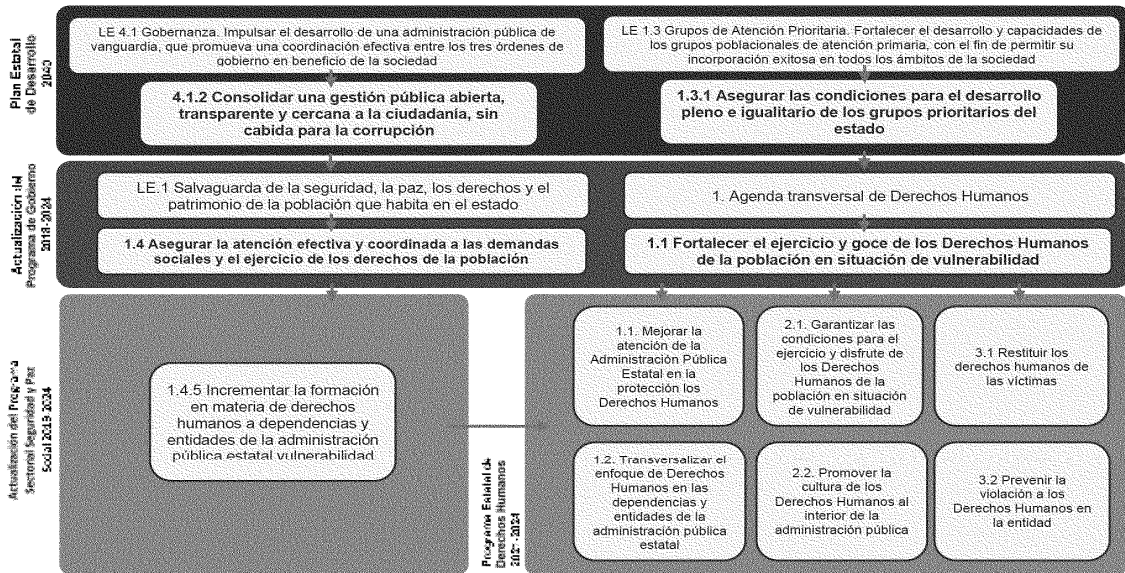 Plan Estatal
de Desarrollo
2040
LE 4.1 Gobernanza. Impulsar el desarrollo de una administración pública de
vanguardia, que promueva una coordinación efectiva entre los tres órdenes de
gobierno en beneficio de la sociedad
4.1.2 Consolidar una gestión pública abierta,
transparente y cercana a la ciudadanía, sin
cabida para la corrupción
LE 1.3 Grupos de Atención Prioritaria. Fortalecer el desarrollo y capacidades de
los grupos poblacionales de atención primaria, con el fin de permitir su
incorporación exitosa en todos los ámbitos de la sociedad
1.3.1 Asegurar las condiciones para el desarrollo
pleno e igualitario de los grupos prioritarios del
estado
Actualización del
Programa de Gobierno
2018-2024
LE.1 Salvaguarda de la seguridad, la paz, los derechos y el
patrimonio de la población que habita en el estado
1.4 Asegurar la atención efectiva y coordinada a las demandas
sociales y el ejercicio de los derechos de la población
1. Agenda transversal de Derechos Humanos
1.1 Fortalecer el ejercicio y goce de los Derechos Humanos
de la población en situación de vulnerabilidad
Actualización del Programa
Sectorial Seguridad y Paz
Social 2019-2024
1.4.5 Incrementar la formación
en materia de derechos
humanos a dependencias y
entidades de la administración
pública estatal vulnerabilidad
Programa Estatal de
Derechos Humanos
2021-2024
1.1. Mejorar la
atención de la
Administración Pública
Estatal en la
protección los
Derechos Humanos
2.1. Garantizar las
condiciones para el
ejercicio y disfrute de
los Derechos
Humanos de la
población en situación
de vulnerabilidad
3.1 Restituir los
derechos humanos de
las víctimas
1.2. Transversalizar el
enfoque de Derechos
Humanos en las
dependencias y
entidades de la
administración pública
estatal
2.2. Promover la
cultura de los
Derechos Humanos al
interior de la
administración pública
3.2 Prevenir la
violación a los
Derechos Humanos en
la entidad